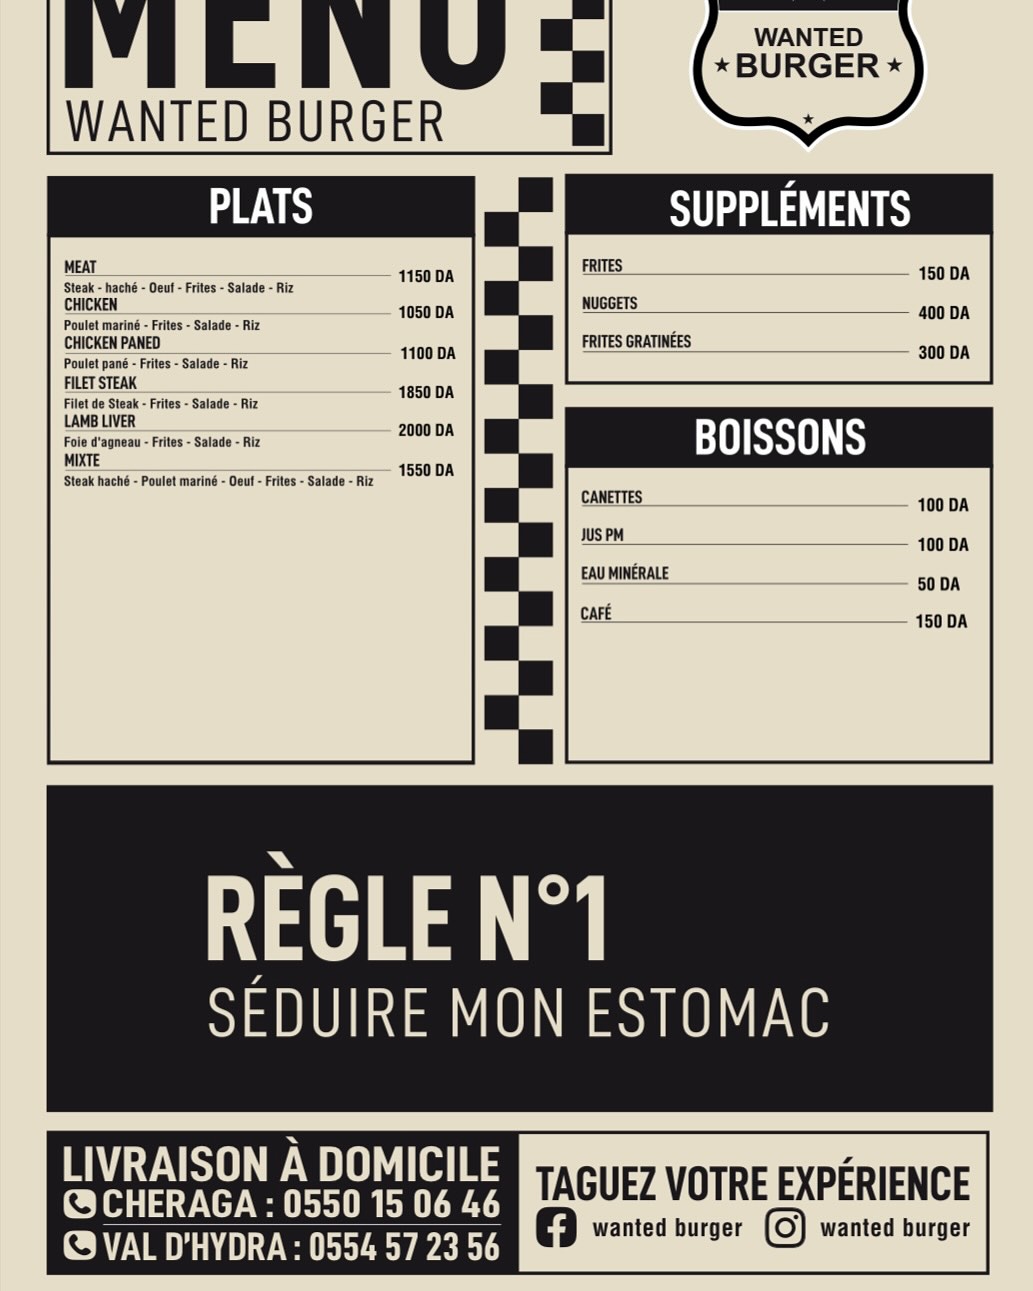 MENU
WANTED BURGER
WANTED
BURGER
PLATS
MEAT
1150 DA
Steak - haché - Oeuf - Frites - Salade - Riz
CHICKEN
1050 DA
Poulet mariné - Frites - Salade - Riz
CHICKEN PANED
1100 DA
Poulet pané - Frites - Salade - Riz
FILET STEAK
1850 DA
Filet de Steak - Frites - Salade - Riz
LAMB LIVER
2000 DA
Foie d'agneau - Frites - Salade - Riz
MIXTE
1550 DA
Steak haché - Poulet mariné - Oeuf - Frites - Salade - Riz
SUPPLÉMENTS
FRITES
150 DA
NUGGETS
400 DA
FRITES GRATINÉES
300 DA
BOISSONS
CANETTES
100 DA
JUS PM
100 DA
EAU MINÉRALE
50 DA
CAFÉ
150 DA
RÈGLE N°1
SÉDUIRE MON ESTOMAC
LIVRAISON À DOMICILE
CHERAGA : 0550 15 06 46
VAL D'HYDRA : 0554 57 23 56
TAGUEZ VOTRE EXPÉRIENCE
wanted burger wanted burger